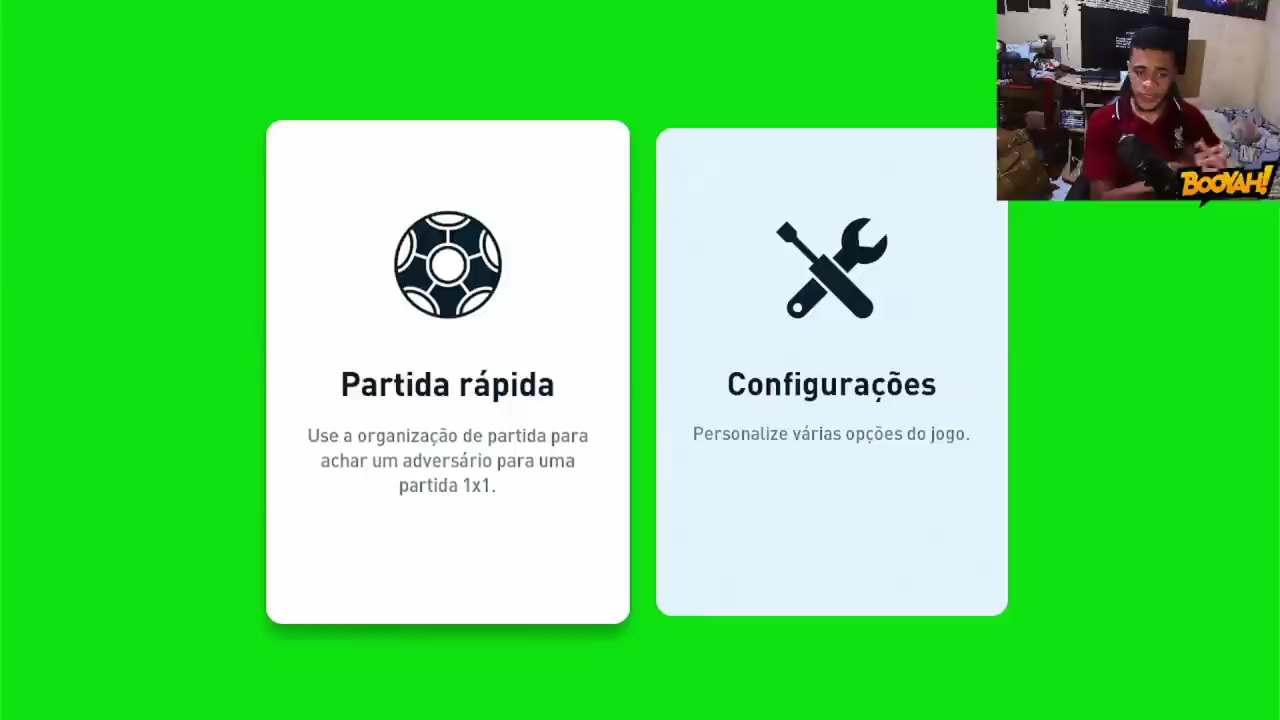 BOOYAH!
Partida rápida
Use a organização de partida para
achar um adversário para uma
partida 1x1.
Configurações
Personalize várias opções do jogo.